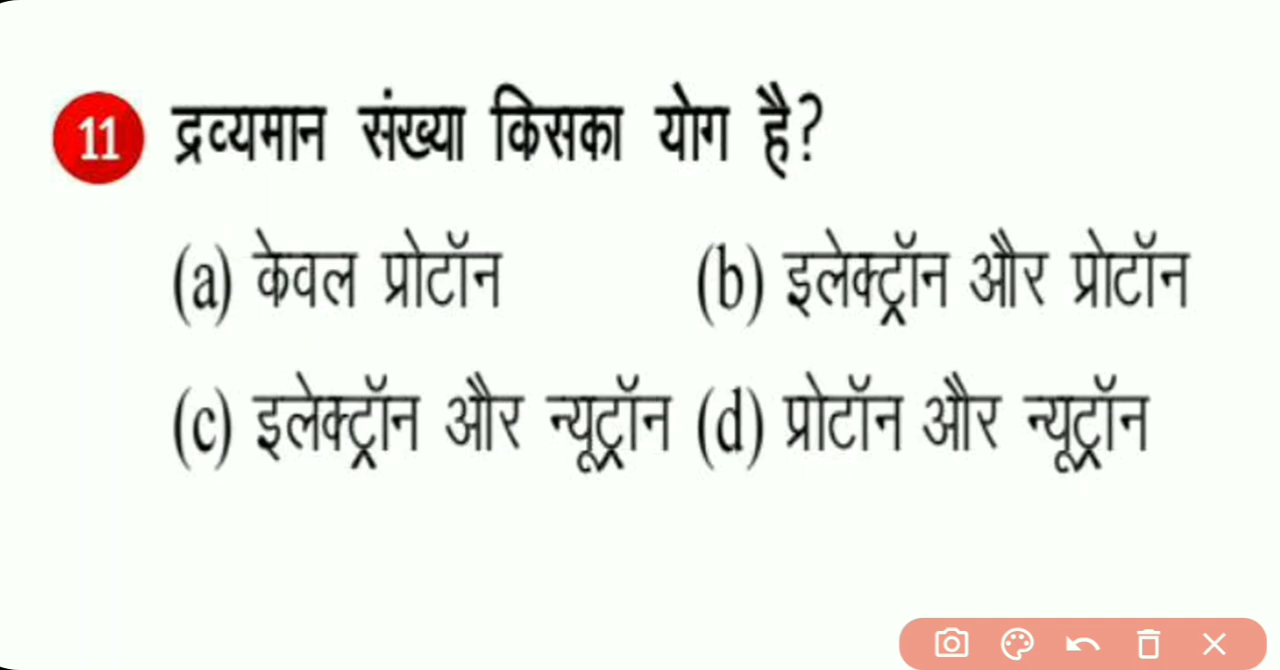 11 द्रव्यमान संख्या किसका योग है?
(a) केवल प्रोटॉन (b) इलेक्ट्रॉन और प्रोटॉन
(c) इलेक्ट्रॉन और न्यूट्रॉन (d) प्रोटॉन और न्यूट्रॉन